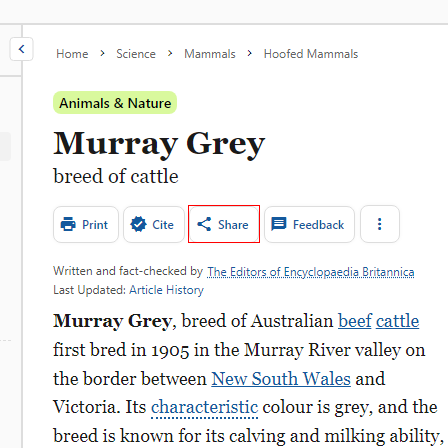 Home > Science > Mammals > Hoofed Mammals
Animals & Nature
Murray Grey
breed of cattle
Print Cite Share Feedback
Written and fact-checked by The Editors of Encyclopaedia Britannica
Last Updated: Article History
Murray Grey, breed of Australian beef cattle
first bred in 1905 in the Murray River valley on
the border between New South Wales and
Victoria. Its characteristic colour is grey, and the
breed is known for its calving and milking ability,